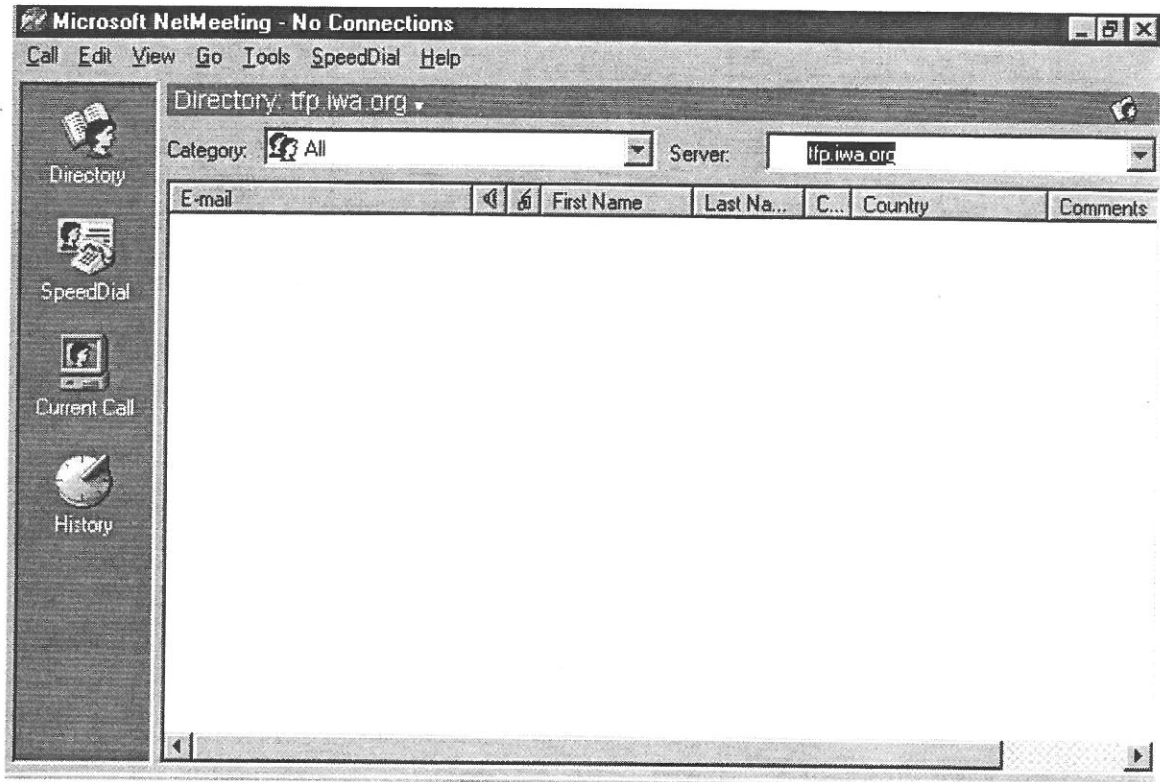 Microsoft NetMeeting - No Connections
Call Edit View Go Tools SpeedDial Help
Directory: tfp.iwa.org
Category: All Server: tfp.iwa.org
E-mail First Name Last Na... C... Country Comments
Directory
SpeedDial
Current Call
History